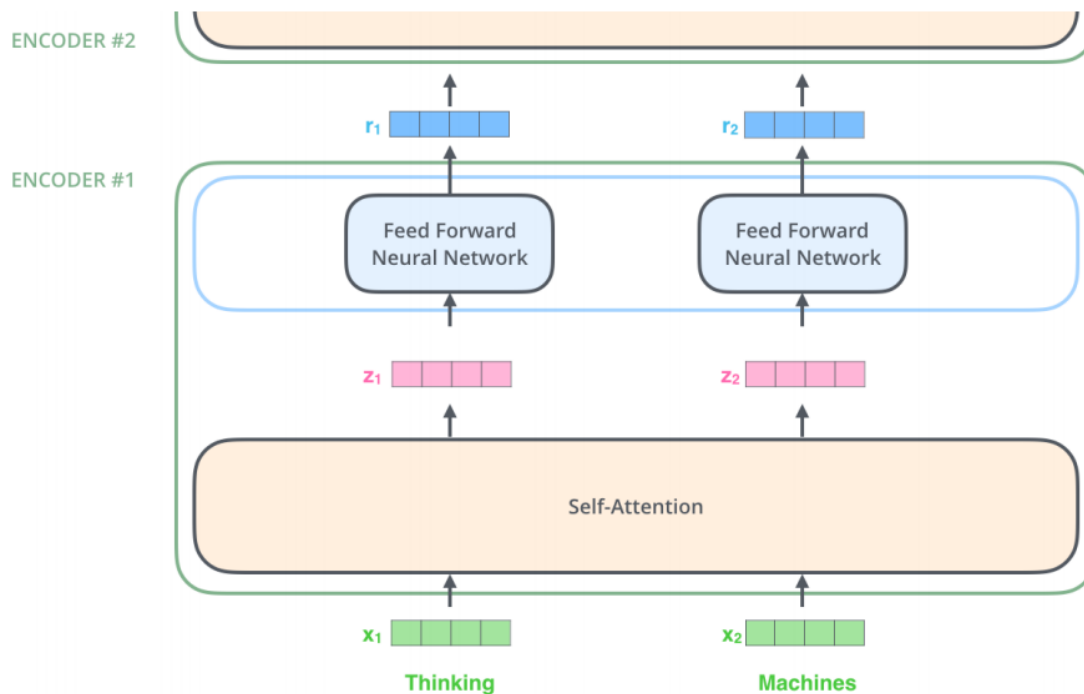 ENCODER #2
r₁
r₂
ENCODER #1
Feed Forward
Neural Network
Feed Forward
Neural Network
z₁
z₂
Self-Attention
x₁
x₂
Thinking
Machines